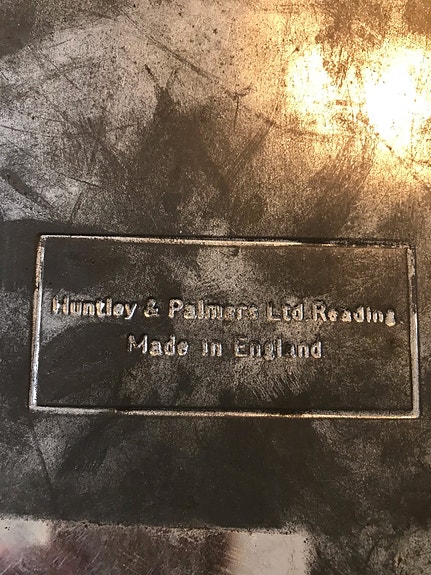 Huntley & Palmers Ltd. Reading.
Made in England